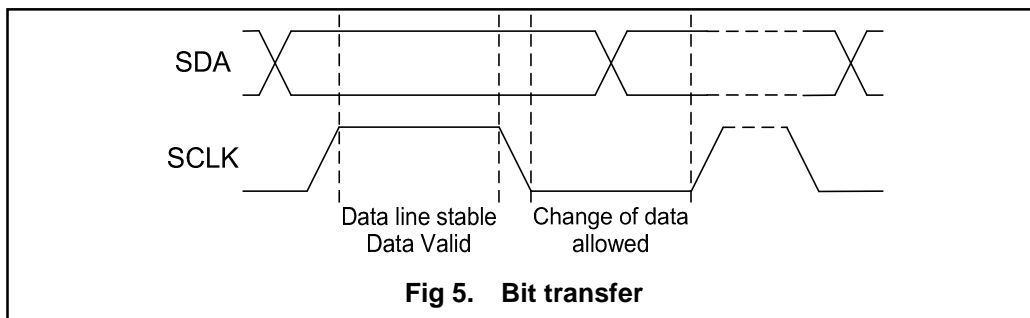 SDA
SCLK
Data line stable
Data Valid
Change of data
allowed
Fig 5. Bit transfer